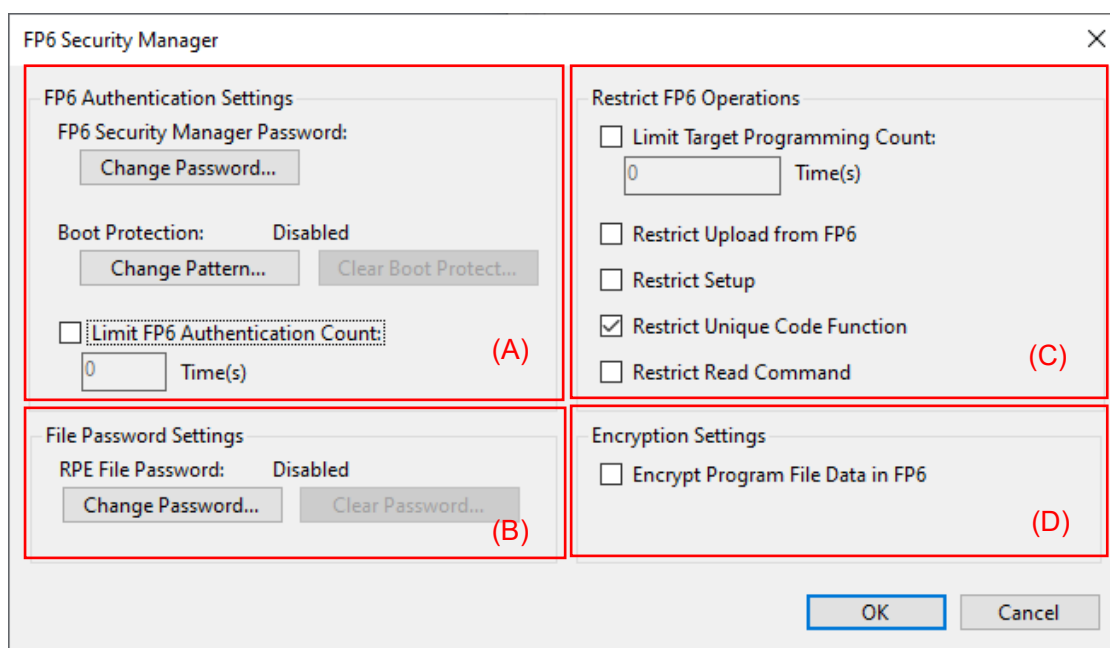 FP6 Security Manager
FP6 Authentication Settings
FP6 Security Manager Password:
Change Password...
Boot Protection: Disabled
Change Pattern... Clear Boot Protect...
Limit FP6 Authentication Count:
0 Time(s)
(A)
File Password Settings
RPE File Password: Disabled
Change Password... Clear Password...
(B)
Restrict FP6 Operations
Limit Target Programming Count:
0 Time(s)
Restrict Upload from FP6
Restrict Setup
Restrict Unique Code Function
Restrict Read Command
(C)
Encryption Settings
Encrypt Program File Data in FP6
(D)
OK Cancel